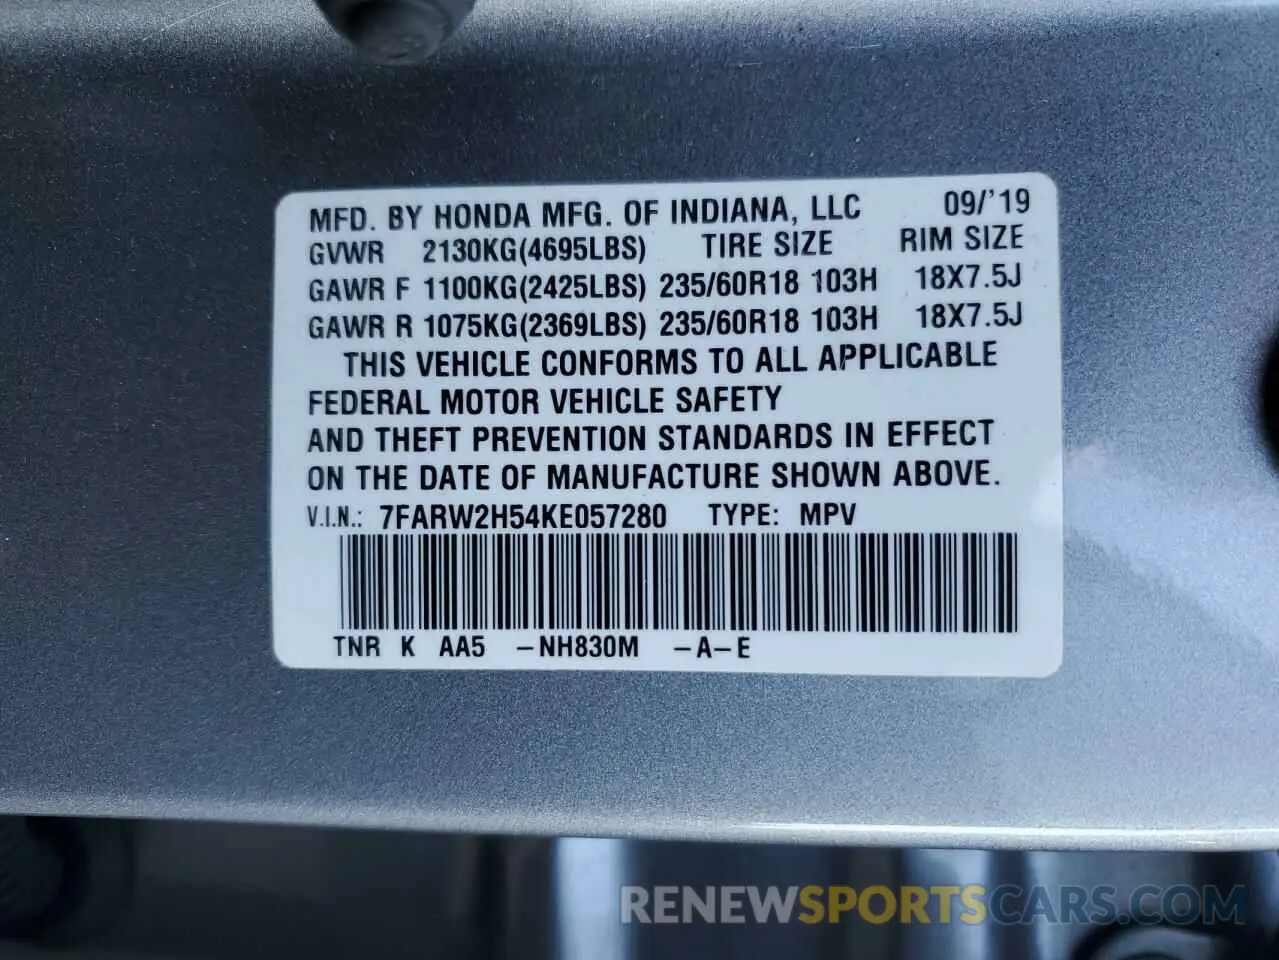 MFD. BY HONDA MFG. OF INDIANA, LLC 09/'19
GVWR 2130KG(4695LBS) TIRE SIZE RIM SIZE
GAWR F 1100KG(2425LBS) 235/60R18 103H 18X7.5J
GAWR R 1075KG(2369LBS) 235/60R18 103H 18X7.5J
THIS VEHICLE CONFORMS TO ALL APPLICABLE
FEDERAL MOTOR VEHICLE SAFETY
AND THEFT PREVENTION STANDARDS IN EFFECT
ON THE DATE OF MANUFACTURE SHOWN ABOVE.
V.I.N.: 7FARW2H54KE057280 TYPE: MPV
TNR K AA5 -NH830M -A-E
RENEWSPORTSCARS.COM